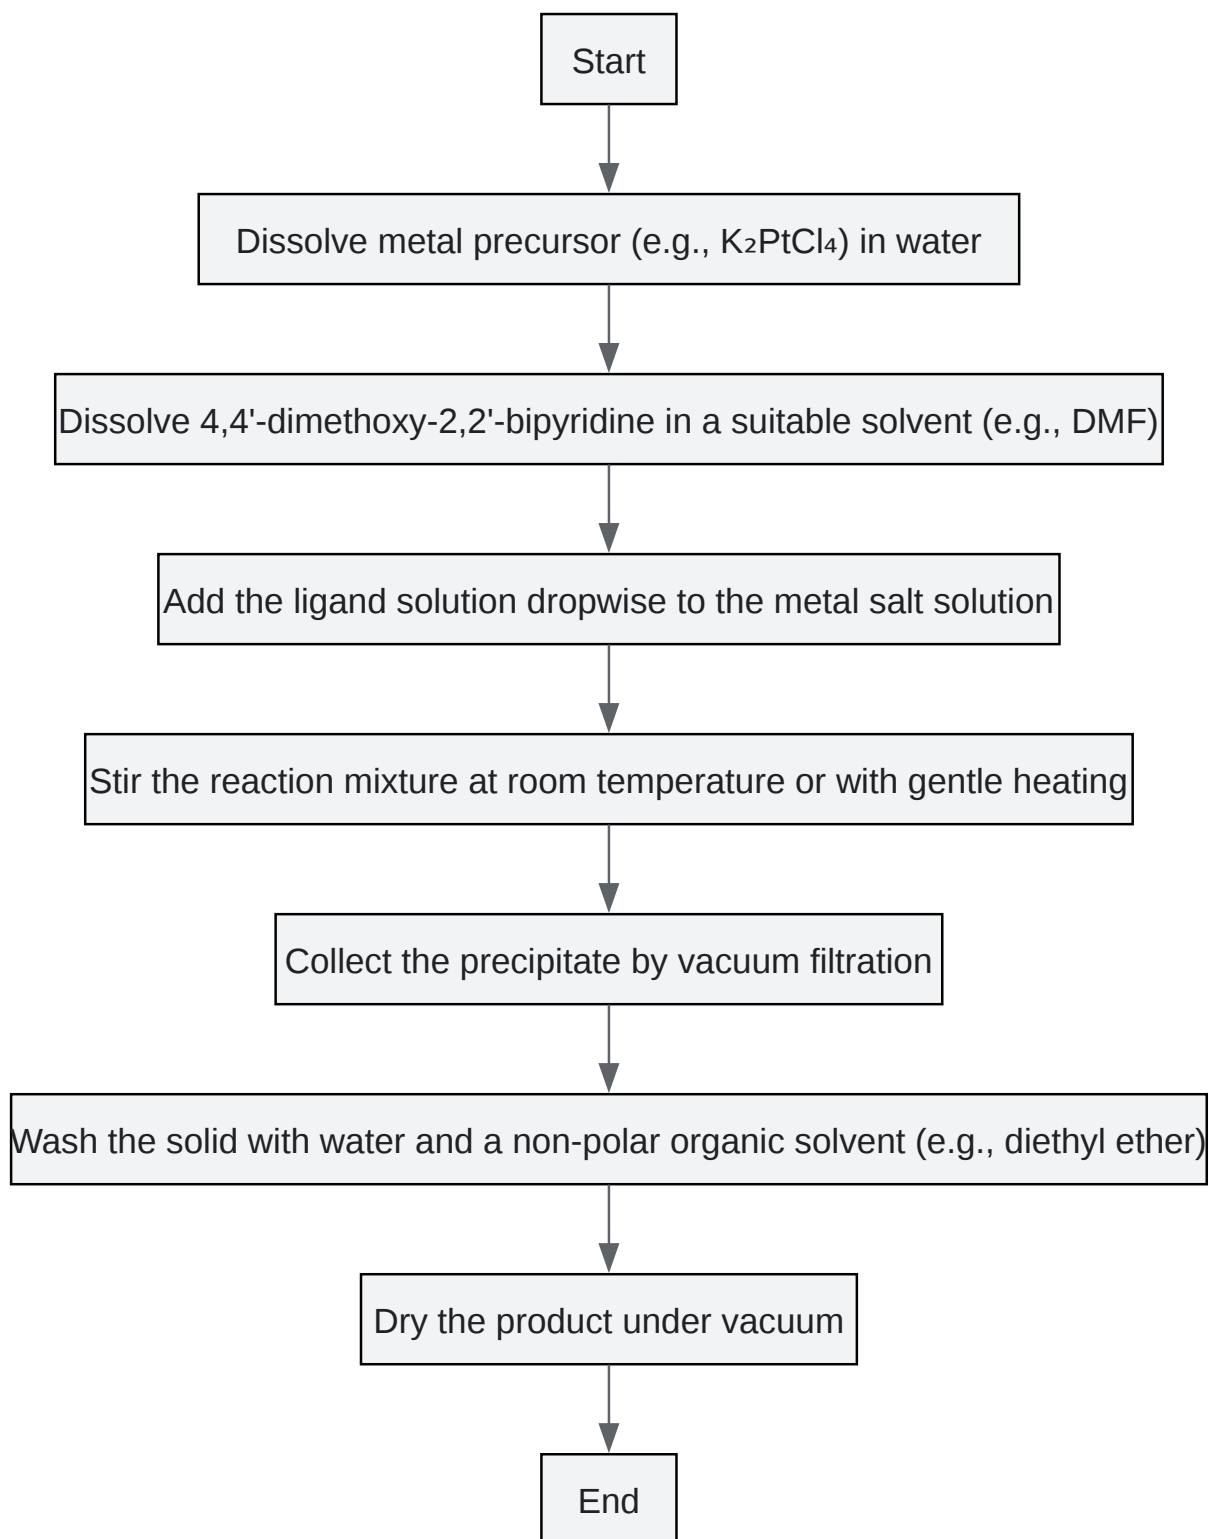 Start
Dissolve metal precursor (e.g., K₂PtCl₄) in water
Dissolve 4,4'-dimethoxy-2,2'-bipyridine in a suitable solvent (e.g., DMF)
Add the ligand solution dropwise to the metal salt solution
Stir the reaction mixture at room temperature or with gentle heating
Collect the precipitate by vacuum filtration
Wash the solid with water and a non-polar organic solvent (e.g., diethyl ether)
Dry the product under vacuum
End